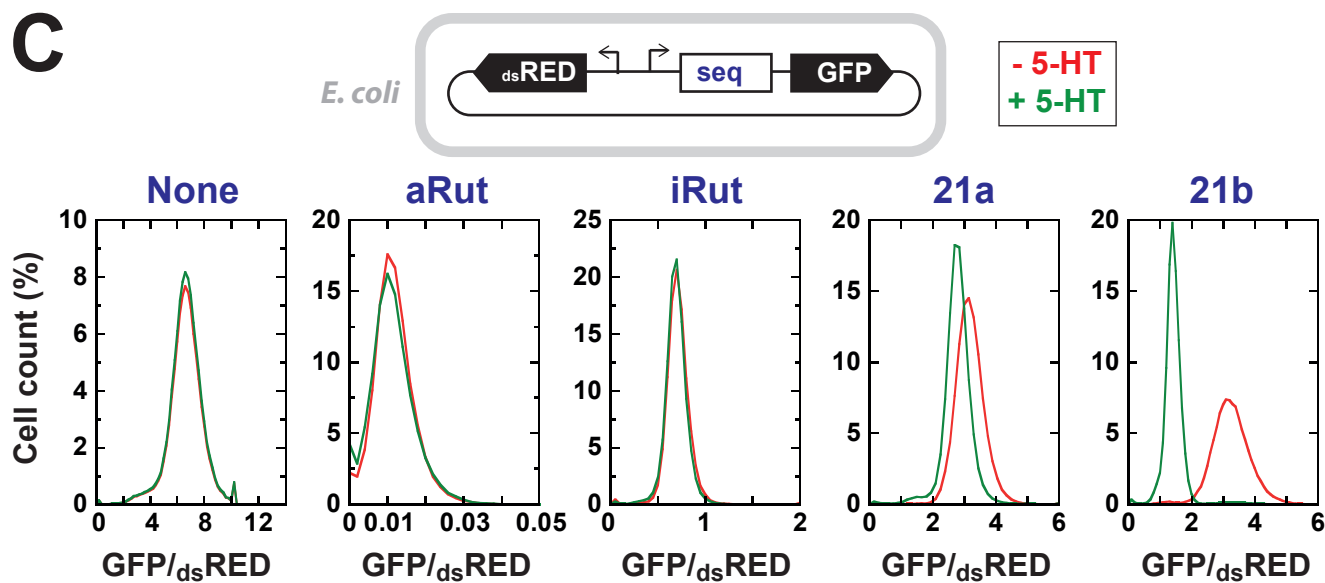 C
E. coli
dsRED
seq
GFP
- 5-HT
+ 5-HT
None
aRut
iRut
21a
21b
Cell count (%)
10
8
6
4
2
0
0
4
8
12
GFP/dsRED
20
15
10
5
0
0
0.01
0.03
0.05
GFP/dsRED
25
20
15
10
5
0
0
1
2
GFP/dsRED
20
15
10
5
0
0
2
4
6
GFP/dsRED
20
15
10
5
0
0
2
4
6
GFP/dsRED